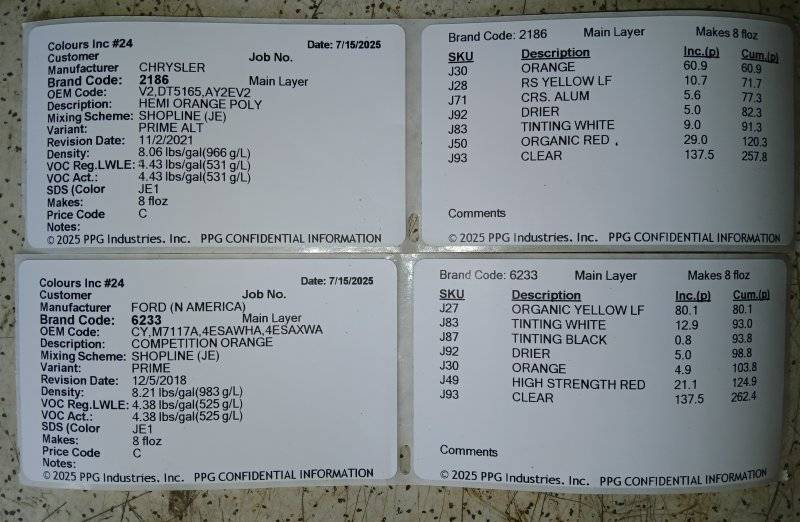 Colours Inc #24 Date: 7/15/2025
Customer Job No.
Manufacturer CHRYSLER
Brand Code: 2186 Main Layer
OEM Code: V2,DT5165,AY2EV2
Description: HEMI ORANGE POLY
Mixing Scheme: SHOPLINE (JE)
Variant: PRIME ALT
Revision Date: 11/2/2021
Density: 8.06 lbs/gal(966 g/L)
VOC Reg.LWLE: 4.43 lbs/gal(531 g/L)
VOC Act.: 4.43 lbs/gal(531 g/L)
SDS (Color JE1
Makes: 8 floz
Price Code C
Notes:
© 2025 PPG Industries, Inc. PPG CONFIDENTIAL INFORMATION
Brand Code: 2186 Main Layer Makes 8 floz
SKU Description Inc.(p) Cum.(p)
J30 ORANGE 60.9 60.9
J28 RS YELLOW LF 10.7 71.7
J71 CRS. ALUM 5.6 77.3
J92 DRIER 5.0 82.3
J83 TINTING WHITE 9.0 91.3
J50 ORGANIC RED 29.0 120.3
J93 CLEAR 137.5 257.8
Comments
© 2025 PPG Industries, Inc. PPG CONFIDENTIAL INFORMATION
Colours Inc #24 Date: 7/15/2025
Customer Job No.
Manufacturer FORD (N AMERICA)
Brand Code: 6233 Main Layer
OEM Code: CY,M7117A,4ESAWHA,4ESAXWA
Description: COMPETITION ORANGE
Mixing Scheme: SHOPLINE (JE)
Variant: PRIME
Revision Date: 12/5/2018
Density: 8.21 lbs/gal(983 g/L)
VOC Reg.LWLE: 4.38 lbs/gal(525 g/L)
VOC Act.: 4.38 lbs/gal(525 g/L)
SDS (Color JE1
Makes: 8 floz
Price Code C
Notes:
© 2025 PPG Industries, Inc. PPG CONFIDENTIAL INFORMATION
Brand Code: 6233 Main Layer Makes 8 floz
SKU Description Inc.(p) Cum.(p)
J27 ORGANIC YELLOW LF 80.1 80.1
J83 TINTING WHITE 12.9 93.0
J87 TINTING BLACK 0.8 93.8
J92 DRIER 5.0 98.8
J30 ORANGE 4.9 103.8
J49 HIGH STRENGTH RED 21.1 124.9
J93 CLEAR 137.5 262.4
Comments
© 2025 PPG Industries, Inc. PPG CONFIDENTIAL INFORMATION